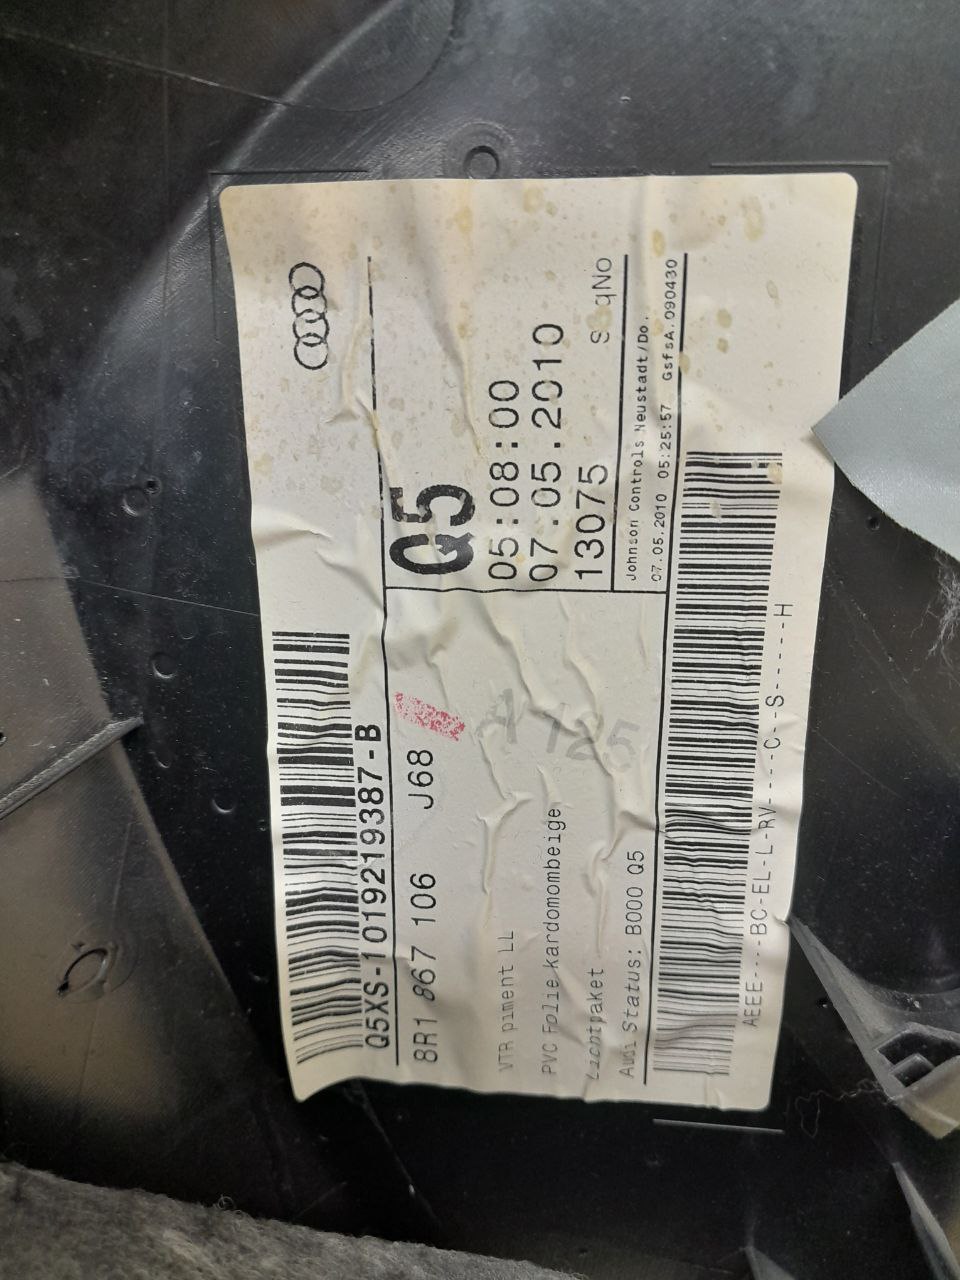 Q5XS-1019219387-B
8R1 867 106 J68
VTR piment LL
PVC Folie kardomombeige
Lichtpaket
Audi Status: B000 Q5
Q5
05:08:00
07.05.2010
13075 SeqNo
Johnson Controls Neustadt/Do.
07.05.2010 05:25:57 GsfsA.090430
AEEE---BC-EL-L-RV----C--S-----H
A 125